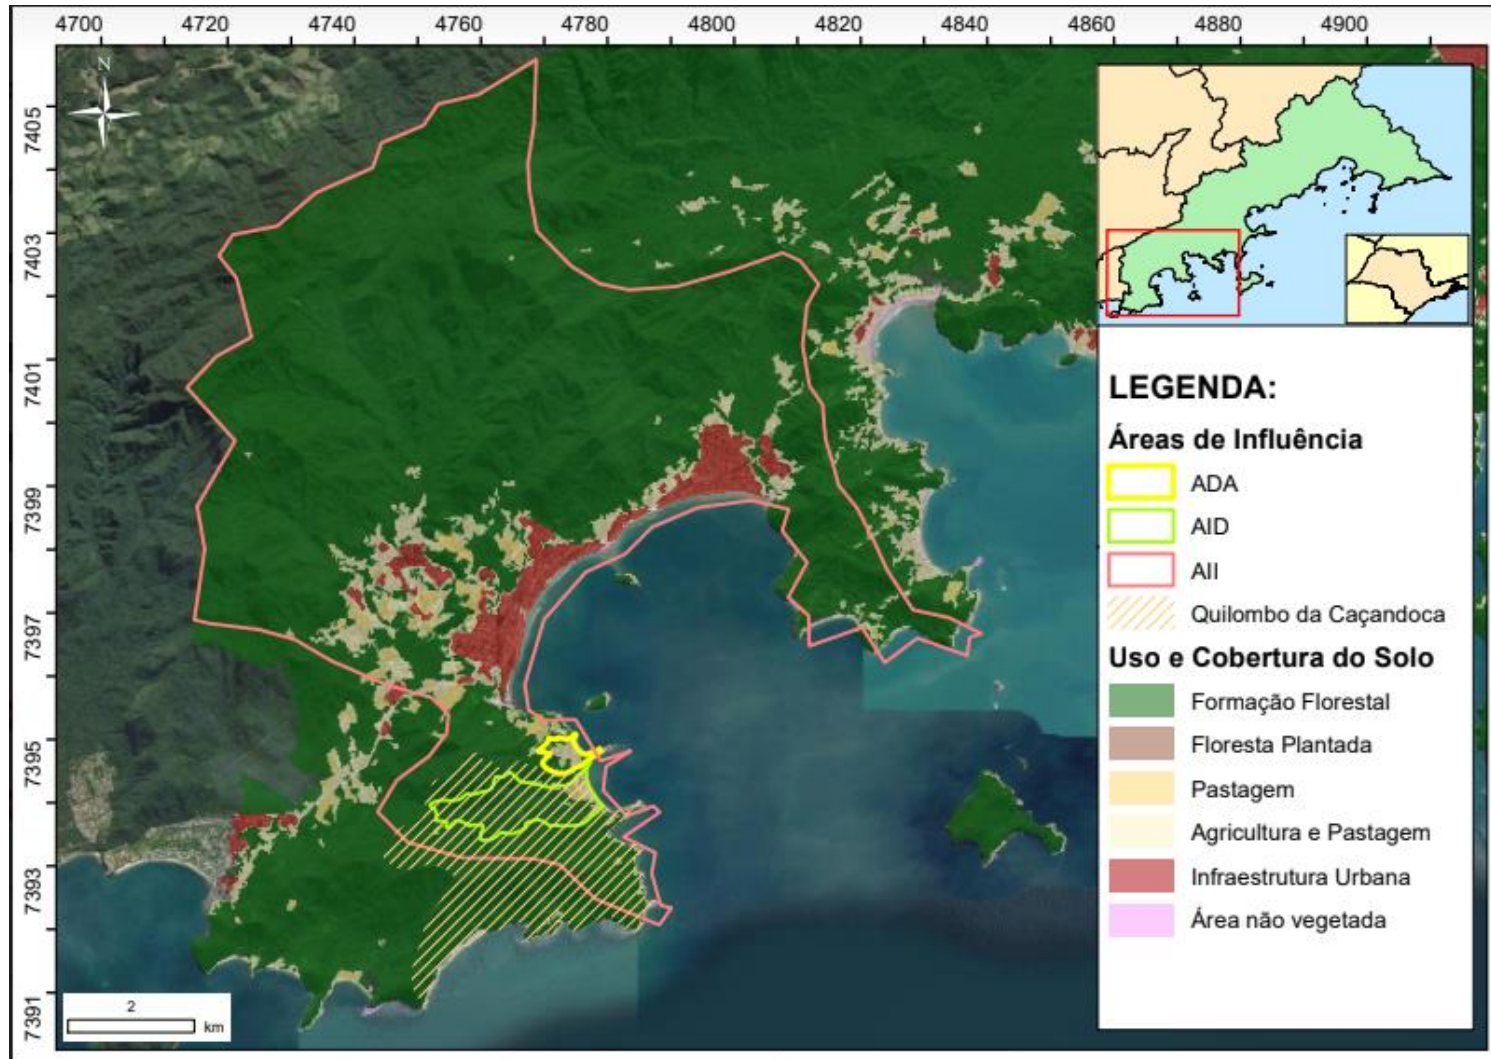 4700 4720 4740 4760 4780 4800 4820 4840 4860 4880 4900
N
7405
7403
7401
7399
7397
7395
7393
7391
LEGENDA:
Áreas de Influência
ADA
AID
AII
Quilombo da Caçandoca
Uso e Cobertura do Solo
Formação Florestal
Floresta Plantada
Pastagem
Agricultura e Pastagem
Infraestrutura Urbana
Área não vegetada
2
km